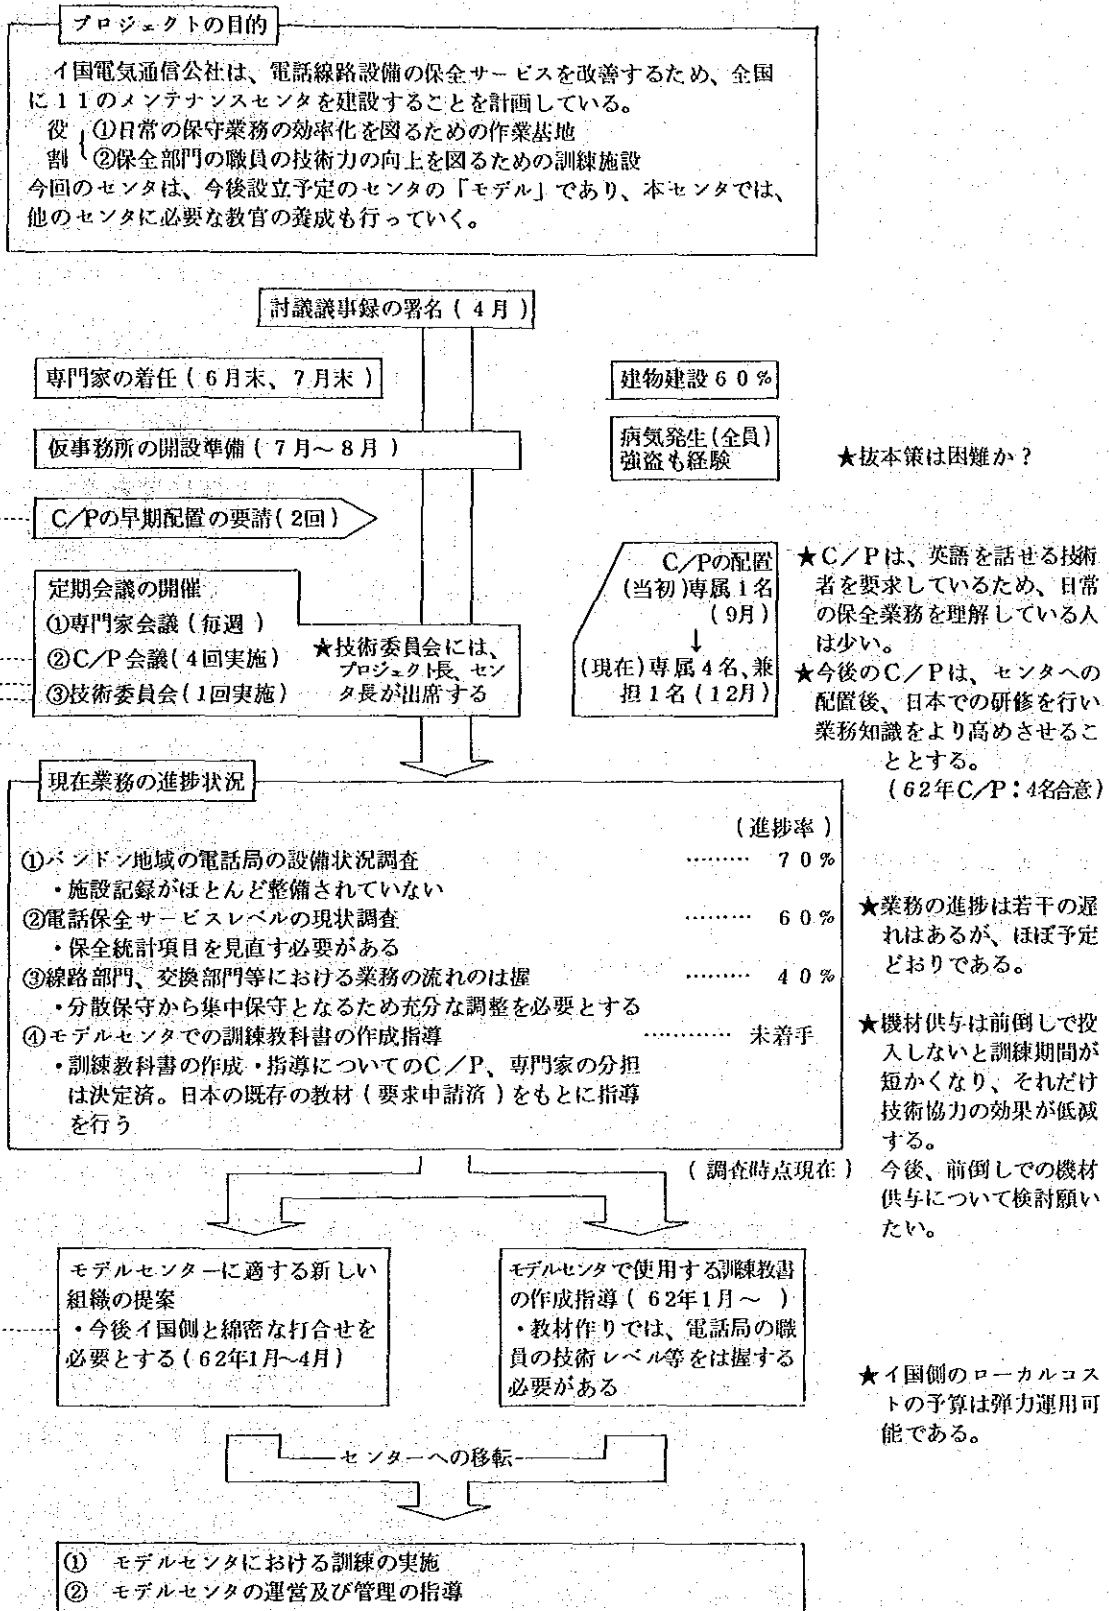 プロジェクトの目的
イ国電気通信公社は、電話線路設備の保全サービスを改善するため、全国
に11のメンテナンスセンタを建設することを計画している。
役 ①日常の保守業務の効率化を図るための作業基地
割 ②保全部門の職員の技術力の向上を図るための訓練施設
今回のセンタは、今後設立予定のセンタの「モデル」であり、本センタでは、
他のセンタに必要な教官の養成も行っていく。
討議議事録の署名(4月)
専門家の着任(6月末、7月末)
建物建設60%
仮事務所の開設準備(7月~8月)
病気発生(全員)
強盗も経験
★抜本策は困難か?
C/Pの早期配置の要請(2回)
定期会議の開催
①専門家会議(毎週)
②C/P会議(4回実施)
③技術委員会(1回実施)
★技術委員会には、
プロジェクト長、セン
タ長が出席する
C/Pの配置
(当初)専属1名
(9月)
↓
(現在)専属4名、兼
担1名(12月)
★C/Pは、英語を話せる技術
者を要求しているため、日常
の保全業務を理解している人
は少い。
★今後のC/Pは、センタへの
配置後、日本での研修を行い
業務知識をより高めさせるこ
ととする。
(62年C/P:4名合意)
現在業務の進捗状況
(進捗率)
①バンドン地域の電話局の設備状況調査 ……… 70%
・施設記録がほとんど整備されていない
②電話保全サービスレベルの現状調査 ……… 60%
・保全統計項目を見直す必要がある
③線路部門、交換部門等における業務の流れのは握 ……… 40%
・分散保守から集中保守となるため充分な調整を必要とする
④モデルセンタでの訓練教科書の作成指導 ………… 未着手
・訓練教科書の作成・指導についてのC/P、専門家の分担
は決定済。日本の既存の教材(要求申請済)をもとに指導
を行う
(調査時点現在)
★業務の進捗は若干の遅
れはあるが、ほぼ予定
どおりである。
★機材供与は前倒しで投
入しないと訓練期間が
短かくなり、それだけ
技術協力の効果が低減
する。
今後、前倒しでの機材
供与について検討願い
たい。
モデルセンターに適する新しい
組織の提案
・今後イ国側と綿密な打合せを
必要とする(62年1月~4月)
モデルセンタで使用する訓練教書
の作成指導(62年1月~ )
・教材作りでは、電話局の職
員の技術レベル等をは握する
必要がある
★イ国側のローカルコス
トの予算は弾力運用可
能である。
センターへの移転
① モデルセンタにおける訓練の実施
② モデルセンタの運営及び管理の指導